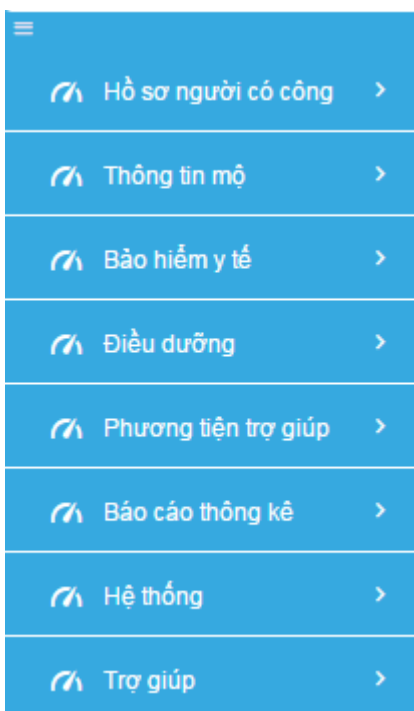 Hồ sơ người có công
Thông tin mộ
Bảo hiểm y tế
Điều dưỡng
Phương tiện trợ giúp
Báo cáo thông kê
Hệ thống
Trợ giúp